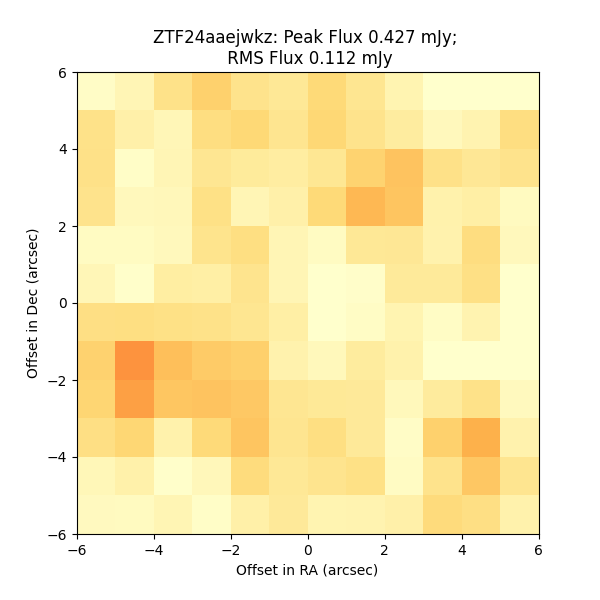 ZTF24aaejwkz: Peak Flux 0.427 mJy;
RMS Flux 0.112 mJy
6
4
2
0
−2
−4
−6
Offset in Dec (arcsec)
−6 −4 −2 0 2 4 6
Offset in RA (arcsec)